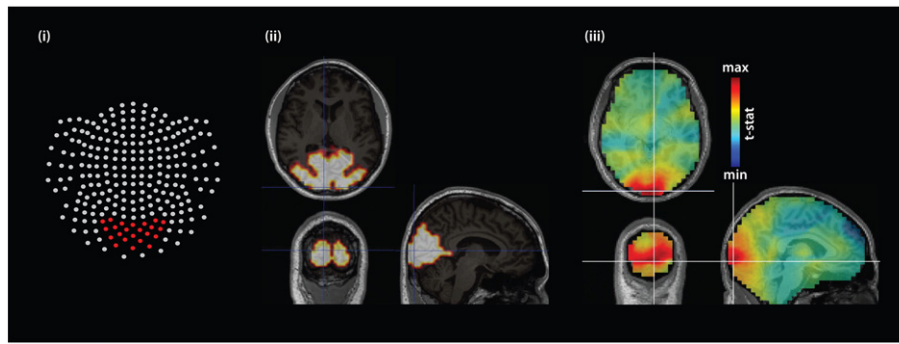 (i)
(ii)
(iii)
max
t-stat
min